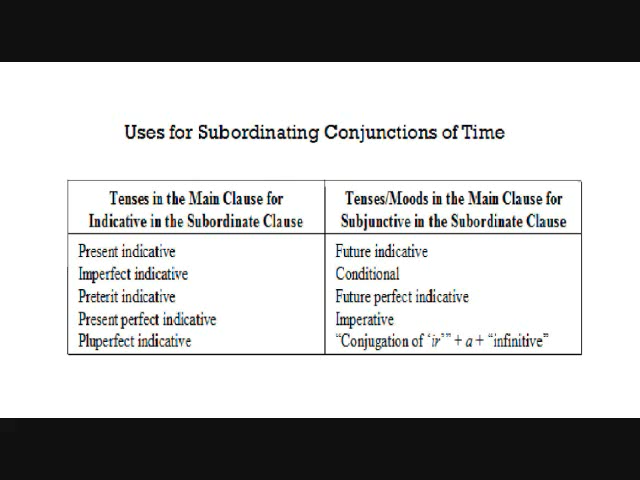 Uses for Subordinating Conjunctions of Time
Tenses in the Main Clause for
Indicative in the Subordinate Clause
Tenses/Moods in the Main Clause for
Subjunctive in the Subordinate Clause
Present indicative
Imperfect indicative
Preterit indicative
Present perfect indicative
Pluperfect indicative
Future indicative
Conditional
Future perfect indicative
Imperative
“Conjugation of ‘ir’” + a + “infinitive”